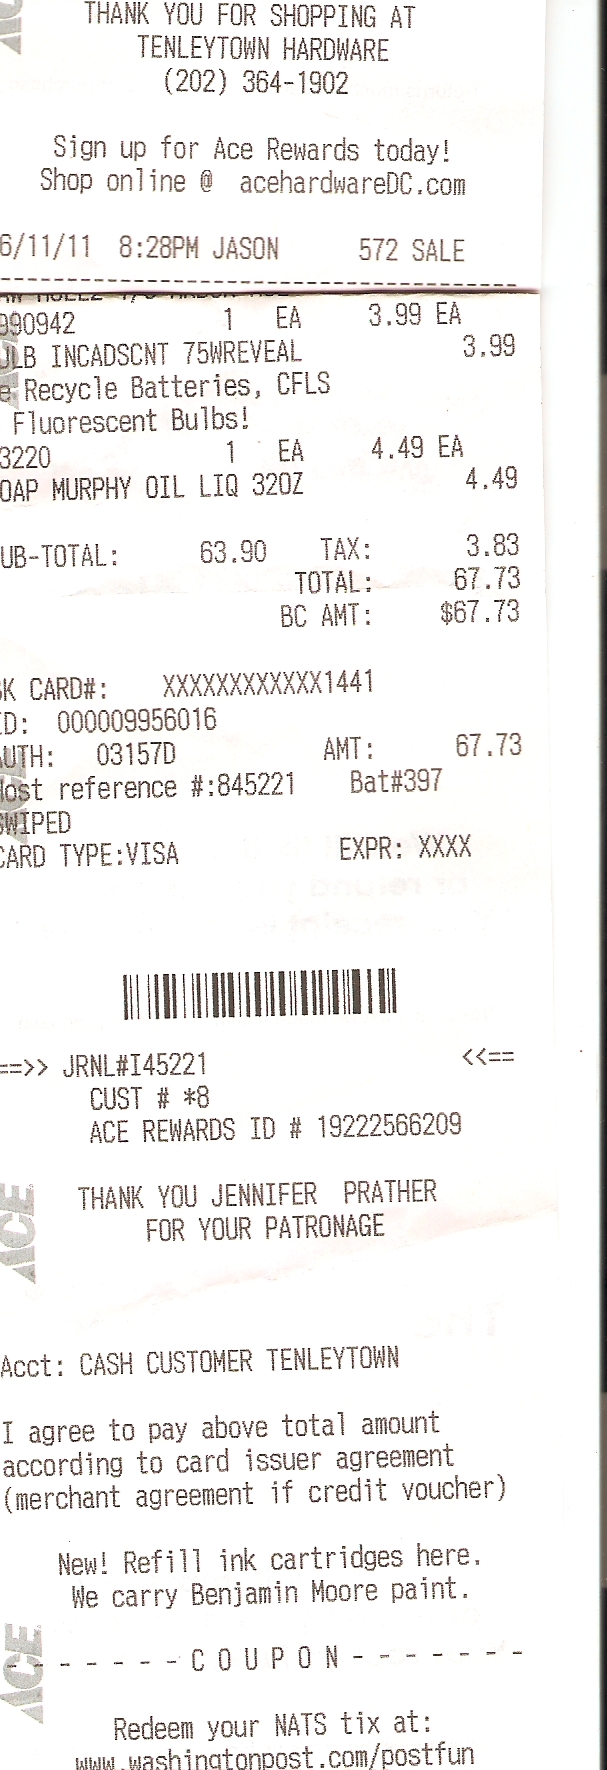 THANK YOU FOR SHOPPING AT
TENLEYTOWN HARDWARE
(202) 364-1902
Sign up for Ace Rewards today!
Shop online @ acehardwareDC.com
6/11/11 8:28PM JASON 572 SALE
990942 1 EA 3.99 EA
ULB INCADSCNT 75WREVEAL 3.99
e Recycle Batteries, CFLS
Fluorescent Bulbs!
3220 1 EA 4.49 EA
OAP MURPHY OIL LIQ 32OZ 4.49
UB-TOTAL: 63.90 TAX: 3.83
TOTAL: 67.73
BC AMT: $67.73
K CARD#: XXXXXXXXXXXX1441
ID: 000009956016
AUTH: 03157D AMT: 67.73
Host reference #:845221 Bat#397
SWIPED
CARD TYPE:VISA EXPR: XXXX
==>> JRNL#I45221 <<==
CUST # *8
ACE REWARDS ID # 19222566209
ACE
THANK YOU JENNIFER PRATHER
FOR YOUR PATRONAGE
Acct: CASH CUSTOMER TENLEYTOWN
I agree to pay above total amount
according to card issuer agreement
(merchant agreement if credit voucher)
New! Refill ink cartridges here.
We carry Benjamin Moore paint.
ACE
- - - - - - C O U P O N - - - - - - -
Redeem your NATS tix at:
www.washingtonpost.com/postfun